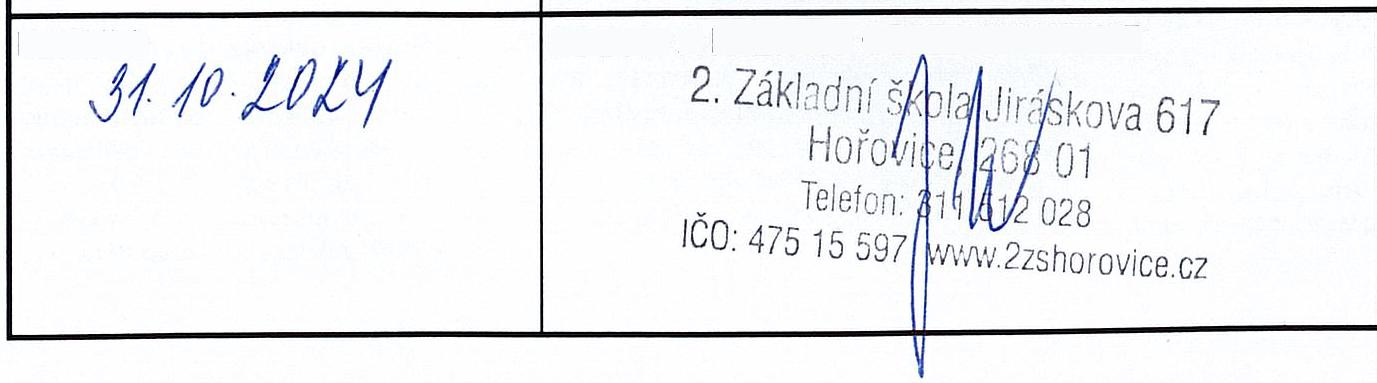 31. 10. 2024
2. Základní škola Jiráskova 617
Hořovice, 268 01
Telefon: 311 512 028
IČO: 475 15 597, www.2zshorovice.cz